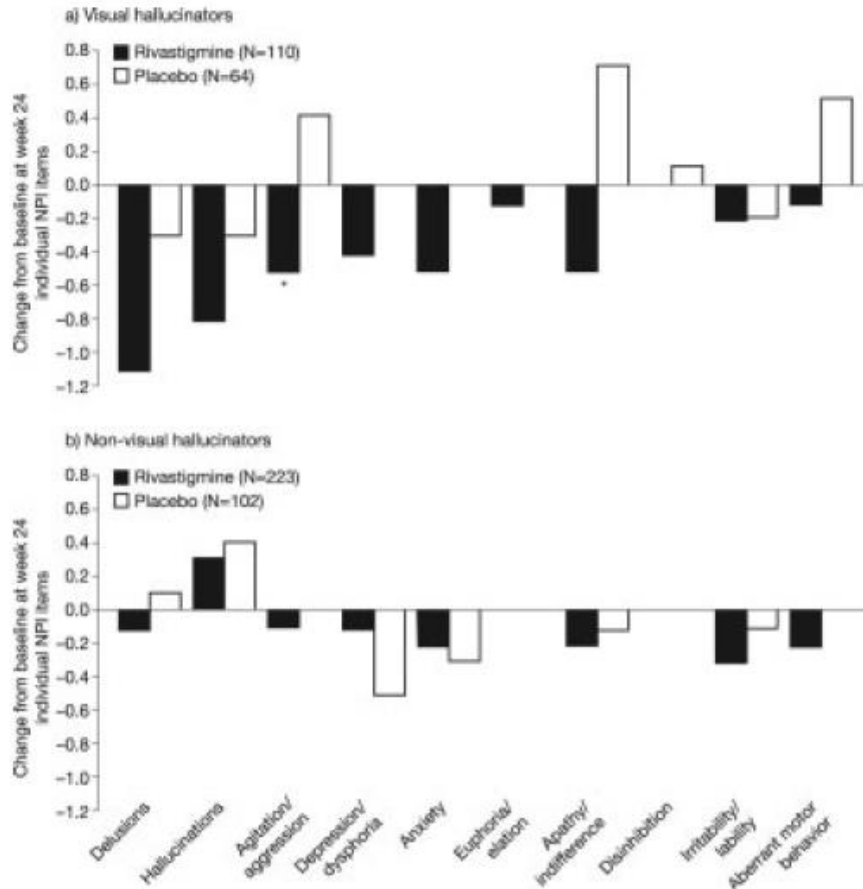 a) Visual hallucinators
Rivastigmine (N=110)
Placebo (N=64)
Change from baseline at week 24
individual NPI items
0.8
0.6
0.4
0.2
0.0
−0.2
−0.4
−0.6
−0.8
−1.0
−1.2
*
b) Non-visual hallucinators
Rivastigmine (N=223)
Placebo (N=102)
Change from baseline at week 24
individual NPI items
0.8
0.6
0.4
0.2
0.0
−0.2
−0.4
−0.6
−0.8
−1.0
−1.2
Delusions
Hallucinations
Agitation/
aggression
Depression/
dysphoria
Anxiety
Euphoria/
elation
Apathy/
indifference
Disinhibition
Irritability/
lability
Aberrant motor
behavior